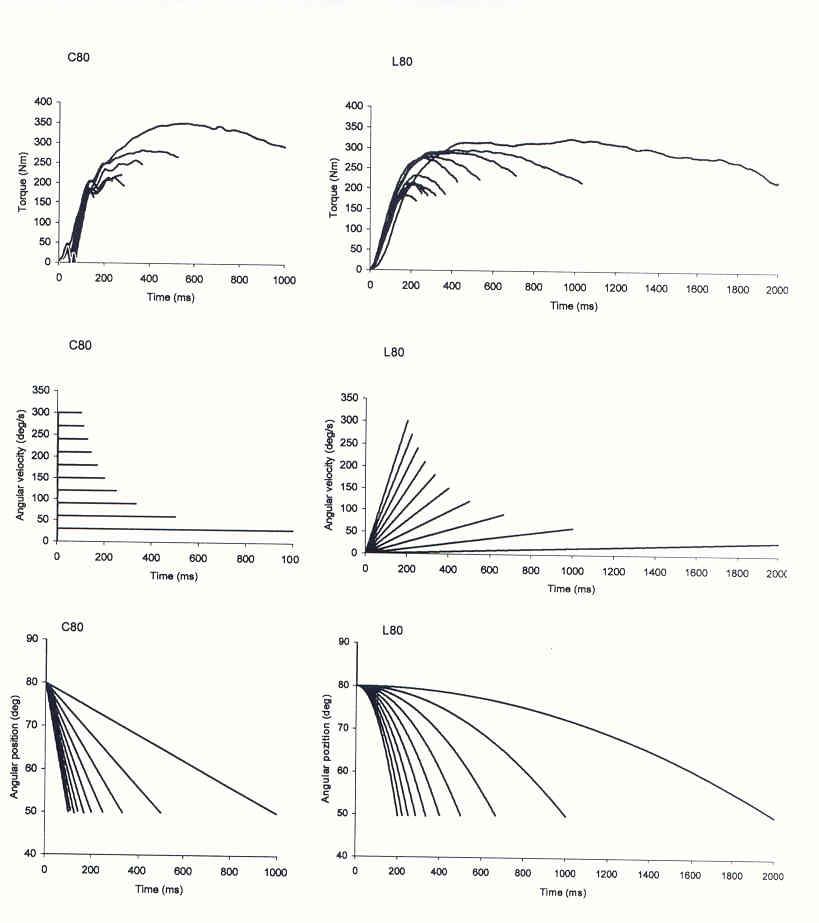 C80
L80
400
350
300
250
200
150
100
50
0
Torque (Nm)
0 200 400 600 800 1000
Time (ms)
400
350
300
250
200
150
100
50
0
Torque (Nm)
0 200 400 600 800 1000 1200 1400 1600 1800 2000
Time (ms)
C80
L80
350
300
250
200
150
100
50
0
Angular velocity (deg/s)
0 200 400 600 800 100
Time (ms)
350
300
250
200
150
100
50
0
Angular velocity (deg/s)
0 200 400 600 800 1000 1200 1400 1600 1800 200
Time (ms)
C80
L80
90
80
70
60
50
40
Angular position (deg)
0 200 400 600 800 1000
Time (ms)
90
80
70
60
50
40
Angular pozition (deg)
0 200 400 600 800 1000 1200 1400 1600 1800 2000
Time (ms)